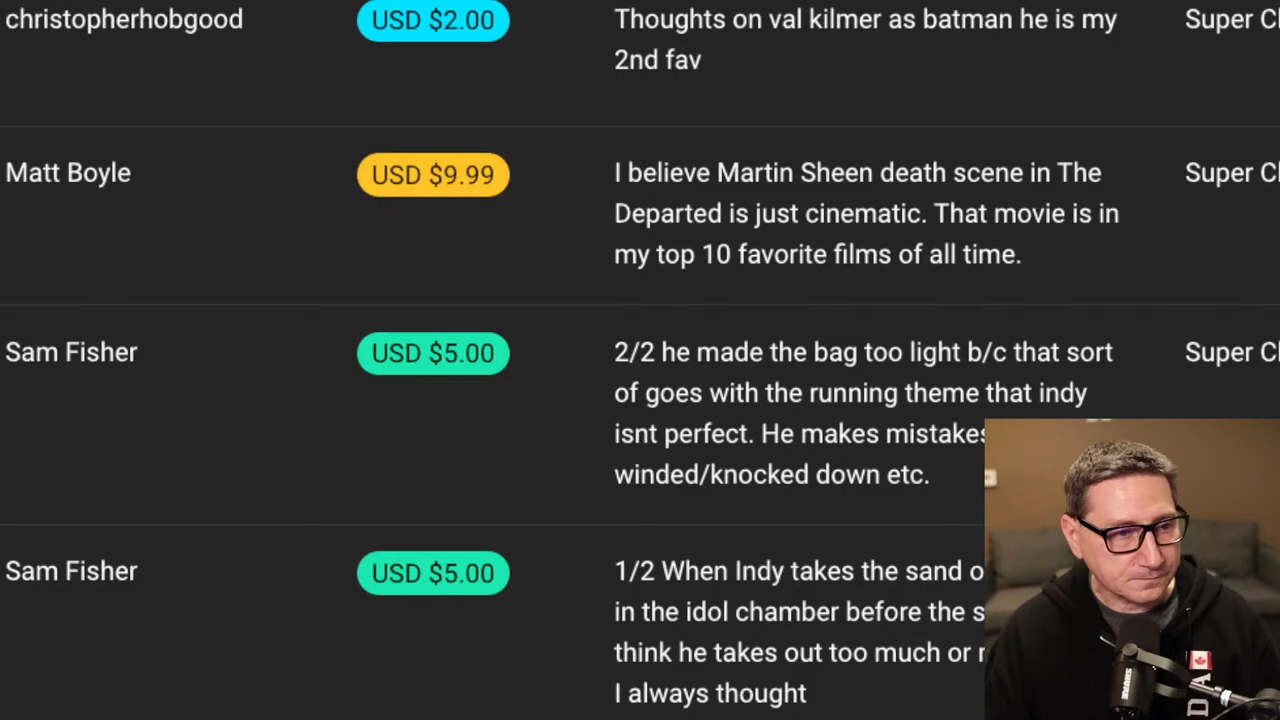 christopherhobgood
USD $2.00
Thoughts on val kilmer as batman he is my
2nd fav
Super
Matt Boyle
USD $9.99
I believe Martin Sheen death scene in The
Departed is just cinematic. That movie is in
my top 10 favorite films of all time.
Super
Sam Fisher
USD $5.00
2/2 he made the bag too light b/c that sort
of goes with the running theme that indy
isnt perfect. He makes mistakes
winded/knocked down etc.
Super
Sam Fisher
USD $5.00
1/2 When Indy takes the sand
in the idol chamber before the
think he takes out too much or
I always thought
SHURE